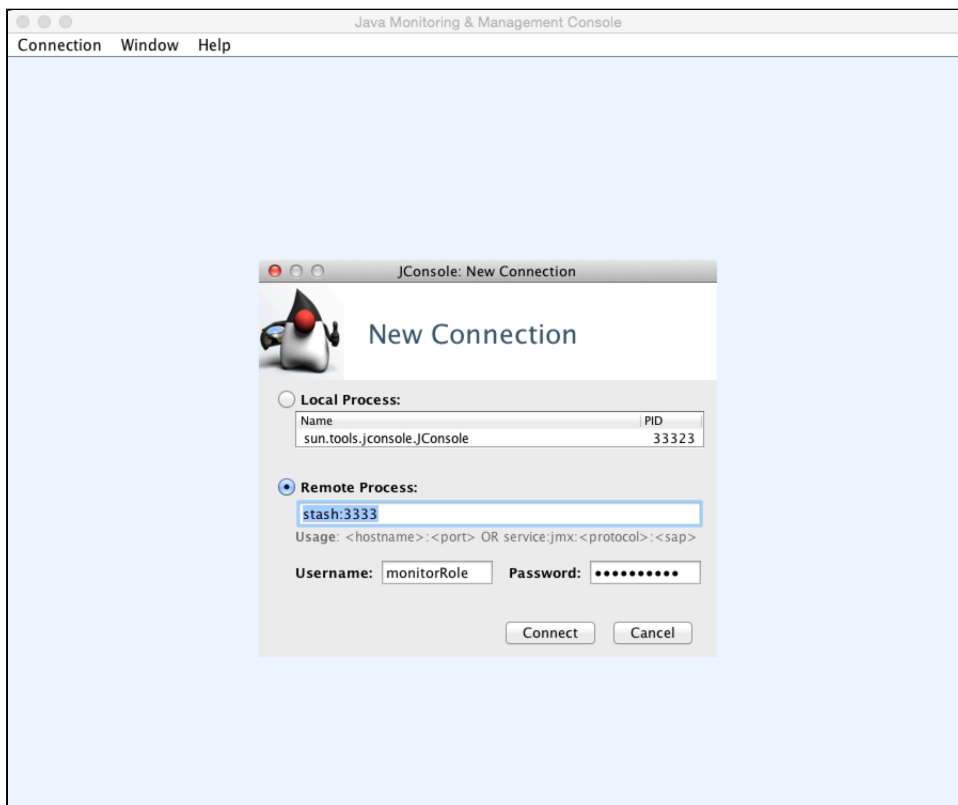 Java Monitoring & Management Console
Connection Window Help
JConsole: New Connection
New Connection
Local Process:
Name PID
sun.tools.jconsole.JConsole 33323
Remote Process:
stash:3333
Usage: <hostname>:<port> OR service:jmx:<protocol>:<sap>
Username: monitorRole Password: ••••••••••
Connect Cancel